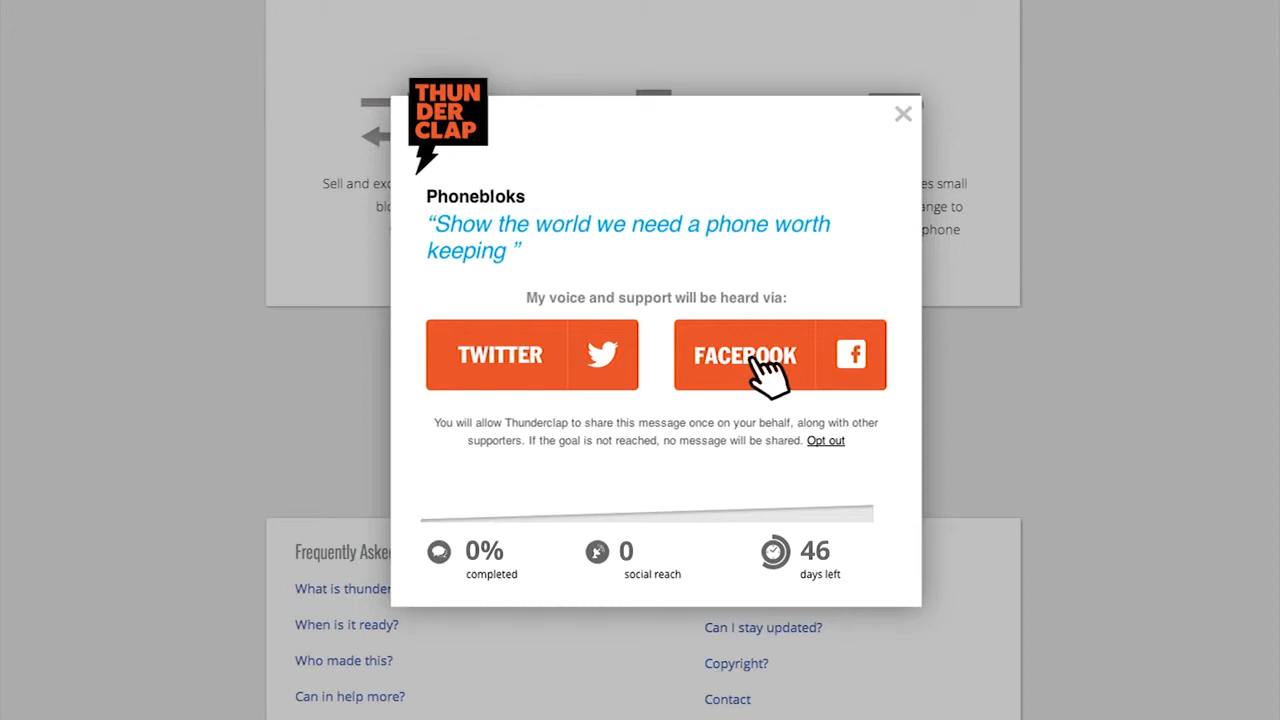 THUN
DER
CLAP
Sell and
es small
ange to
phone
Phonebloks
“Show the world we need a phone worth
keeping ”
My voice and support will be heard via:
TWITTER
FACEBOOK
You will allow Thunderclap to share this message once on your behalf, along with other
supporters. If the goal is not reached, no message will be shared. Opt out
0%
completed
0
social reach
46
days left
Frequently Aske
What is thunder
When is it ready?
Who made this?
Can in help more?
Can I stay updated?
Copyright?
Contact